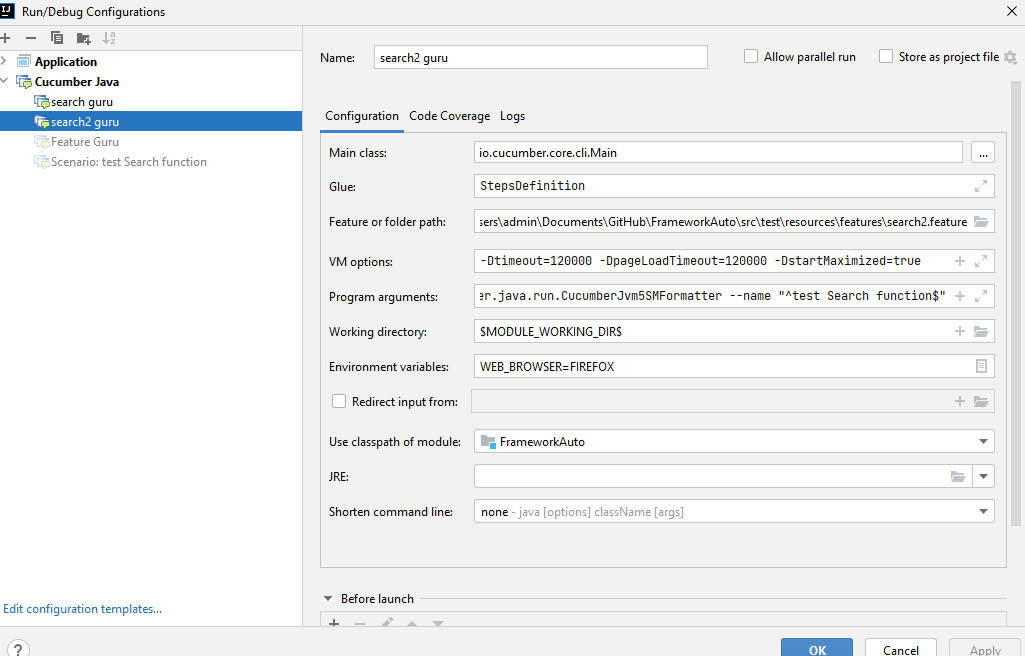 IJ Run/Debug Configurations
Application
Cucumber Java
search guru
search2 guru
Feature Guru
Scenario: test Search function
Edit configuration templates...
?
Name: search2 guru Allow parallel run Store as project file
Configuration Code Coverage Logs
Main class: io.cucumber.core.cli.Main ...
Glue: StepsDefinition
Feature or folder path: sers\admin\Documents\GitHub\FrameworkAuto\src\test\resources\features\search2.feature
VM options: -Dtimeout=120000 -DpageLoadTimeout=120000 -DstartMaximized=true
Program arguments: er.java.run.CucumberJvm5SMFormatter --name "^test Search function$"
Working directory: $MODULE_WORKING_DIR$
Environment variables: WEB_BROWSER=FIREFOX
Redirect input from:
Use classpath of module: FrameworkAuto
JRE:
Shorten command line: none - java [options] className [args]
Before launch
OK Cancel Apply